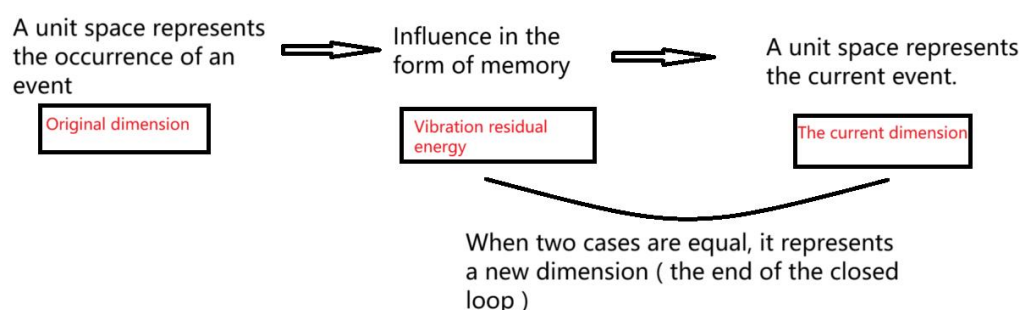 A unit space represents
the occurrence of an
event
Original dimension
Influence in the
form of memory
Vibration residual
energy
A unit space represents
the current event.
The current dimension
When two cases are equal, it represents
a new dimension ( the end of the closed
loop )